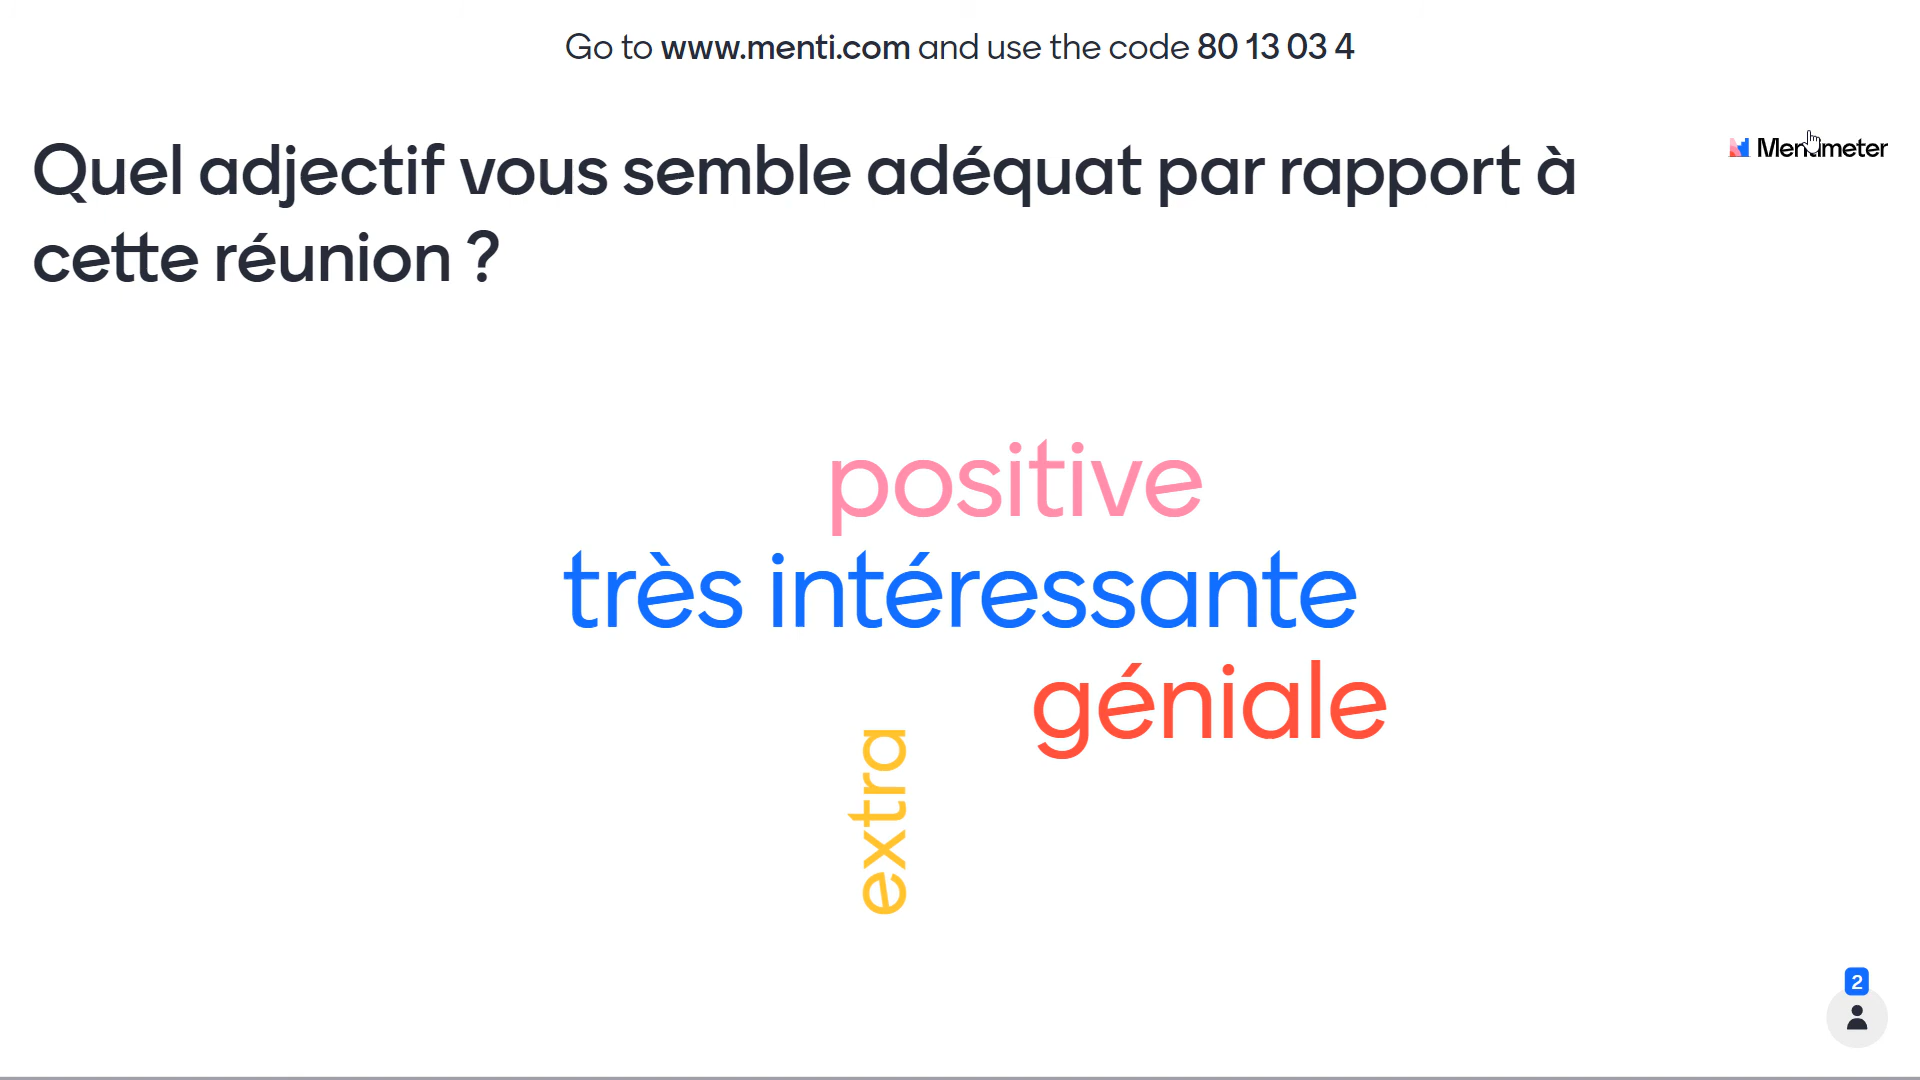 Go to www.menti.com and use the code 80 13 03 4
Mentimeter
Quel adjectif vous semble adéquat par rapport à
cette réunion ?
positive
très intéressante
géniale
extra
2